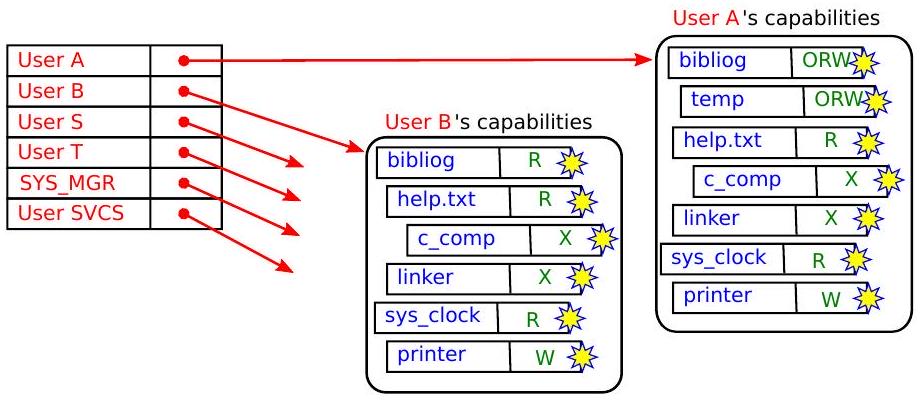 User A
User B
User S
User T
SYS_MGR
User SVCS
User B's capabilities
bibliog R
help.txt R
c_comp X
linker X
sys_clock R
printer W
User A's capabilities
bibliog ORW
temp ORW
help.txt R
c_comp X
linker X
sys_clock R
printer W